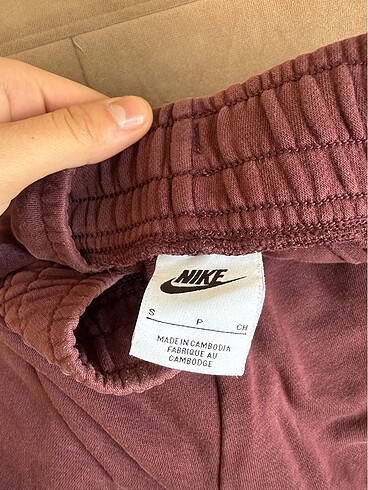 NIKE
S P CH
MADE IN CAMBODIA
FABRIQUE AU
CAMBODGE